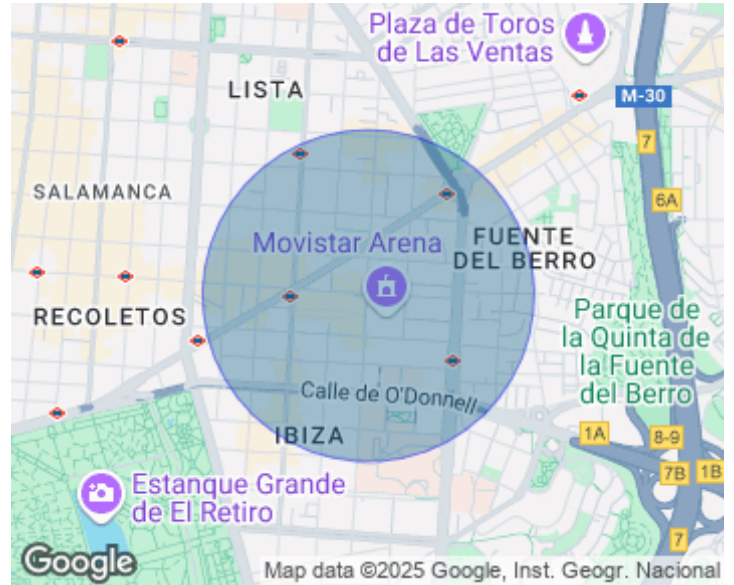 Plaza de Toros
de Las Ventas
LISTA
M-30
7
SALAMANCA
6A
Movistar Arena
FUENTE
DEL BERRO
RECOLETOS
Parque de
la Quinta de
la Fuente
del Berro
Calle de O'Donnell
IBIZA
1A
8-9
7B
1B
Estanque Grande
de El Retiro
7
Google
Map data ©2025 Google, Inst. Geogr. Nacional